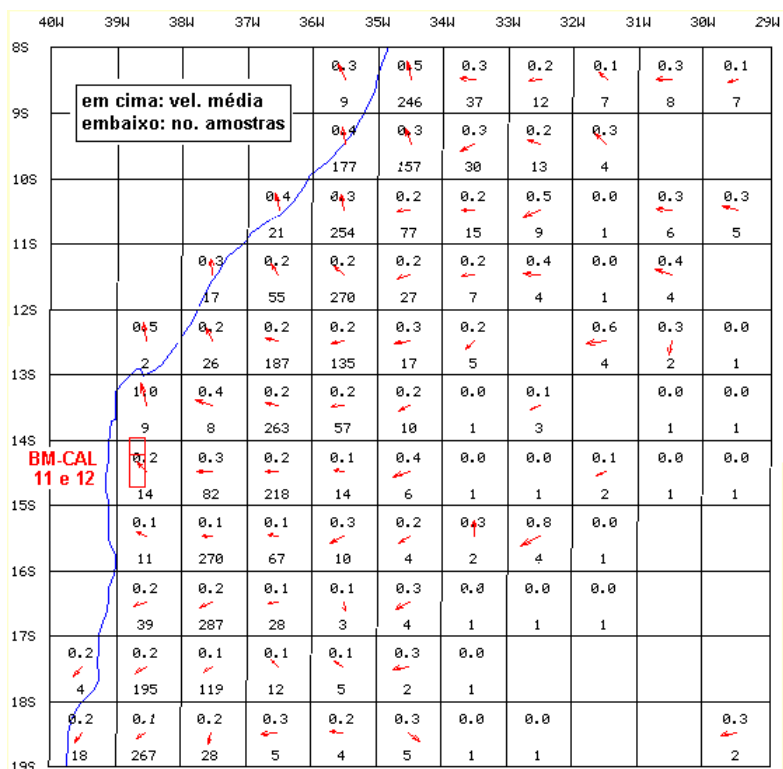 40W 39W 38W 37W 36W 35W 34W 33W 32W 31W 30W 29W
8S
0.3 0.5 0.3 0.2 0.1 0.3 0.1
em cima: vel. média
embaixo: no. amostras
9 246 37 12 7 8 7
9S
0.4 0.3 0.3 0.2 0.3
177 157 30 13 4
10S
0.4 0.3 0.2 0.2 0.5 0.0 0.3 0.3
21 254 77 15 9 1 6 5
11S
0.3 0.2 0.2 0.2 0.2 0.4 0.0 0.4
17 55 270 27 7 4 1 4
12S
0.5 0.2 0.2 0.2 0.3 0.2 0.6 0.3 0.0
2 26 187 135 17 5 4 2 1
13S
1.0 0.4 0.2 0.2 0.2 0.0 0.1 0.0 0.0
9 8 263 57 10 1 3 1 1
14S
BM-CAL
11 e 12
0.2 0.3 0.2 0.1 0.4 0.0 0.0 0.1 0.0 0.0
14 82 218 14 6 1 1 2 1 1
15S
0.1 0.1 0.1 0.3 0.2 0.3 0.8 0.0
11 270 67 10 4 2 4 1
16S
0.2 0.2 0.1 0.1 0.3 0.0 0.0 0.0
39 287 28 3 4 1 1 1
17S
0.2 0.2 0.1 0.1 0.1 0.3 0.0
4 195 119 12 5 2 1
18S
0.2 0.1 0.2 0.3 0.2 0.3 0.0 0.0 0.3
18 267 28 5 4 5 1 1 2
19S